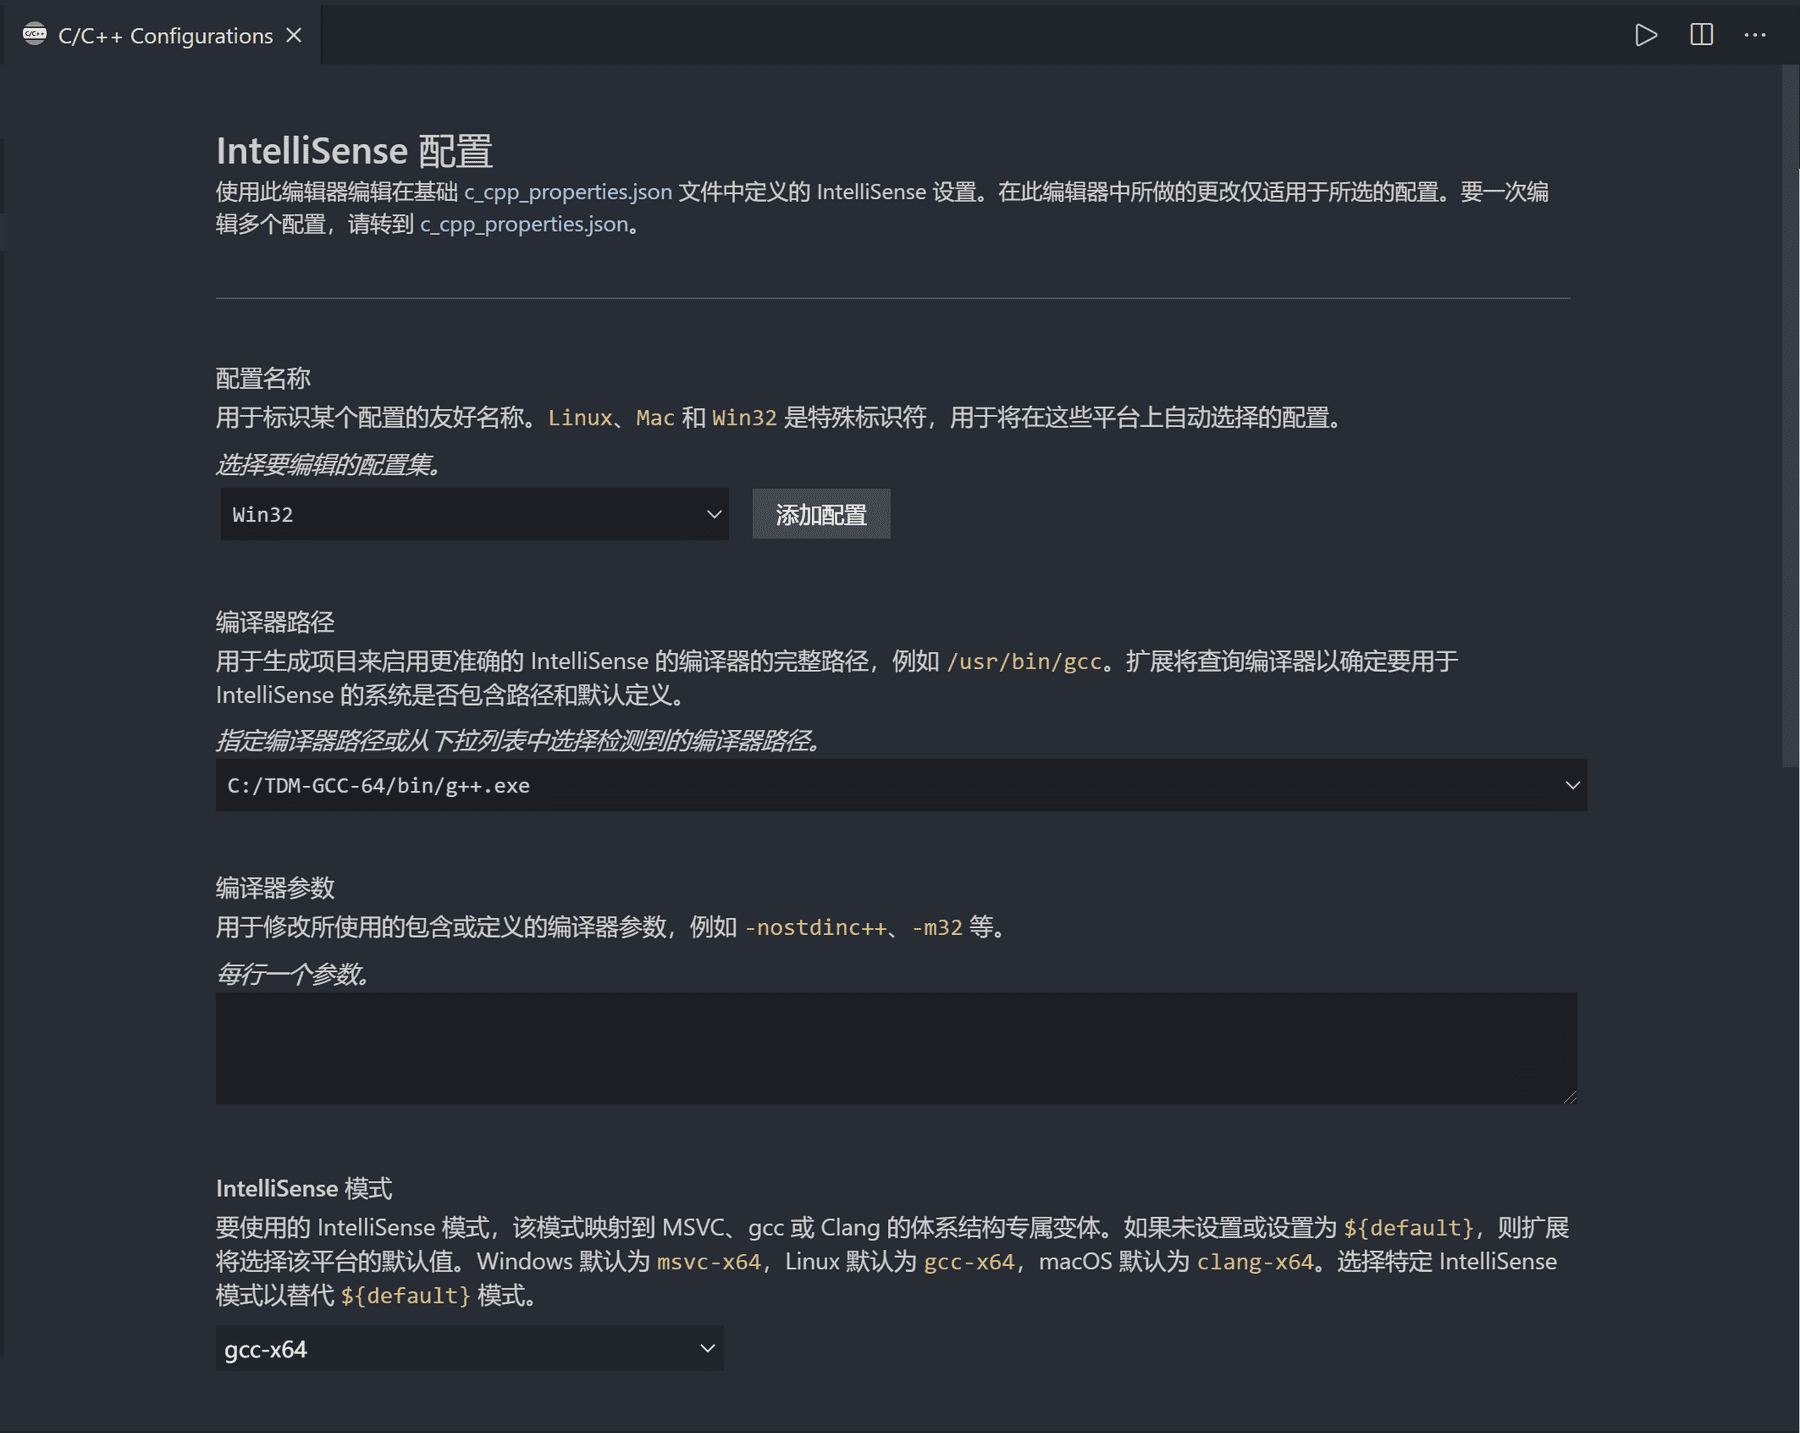 C/C++ Configurations
IntelliSense 配置
使用此编辑器编辑在基础 c_cpp_properties.json 文件中定义的 IntelliSense 设置。在此编辑器中所做的更改仅适用于所选的配置。要一次编
辑多个配置，请转到 c_cpp_properties.json。
配置名称
用于标识某个配置的友好名称。Linux、Mac 和 Win32 是特殊标识符，用于将在这些平台上自动选择的配置。
选择要编辑的配置集。
Win32 添加配置
编译器路径
用于生成项目来启用更准确的 IntelliSense 的编译器的完整路径，例如 /usr/bin/gcc。扩展将查询编译器以确定要用于
IntelliSense 的系统是否包含路径和默认定义。
指定编译器路径或从下拉列表中选择检测到的编译器路径。
C:/TDM-GCC-64/bin/g++.exe
编译器参数
用于修改所使用的包含或定义的编译器参数，例如 -nostdinc++、-m32 等。
每行一个参数。
IntelliSense 模式
要使用的 IntelliSense 模式，该模式映射到 MSVC、gcc 或 Clang 的体系结构专属变体。如果未设置或设置为 ${default}，则扩展
将选择该平台的默认值。Windows 默认为 msvc-x64，Linux 默认为 gcc-x64，macOS 默认为 clang-x64。选择特定 IntelliSense
模式以替代 ${default} 模式。
gcc-x64